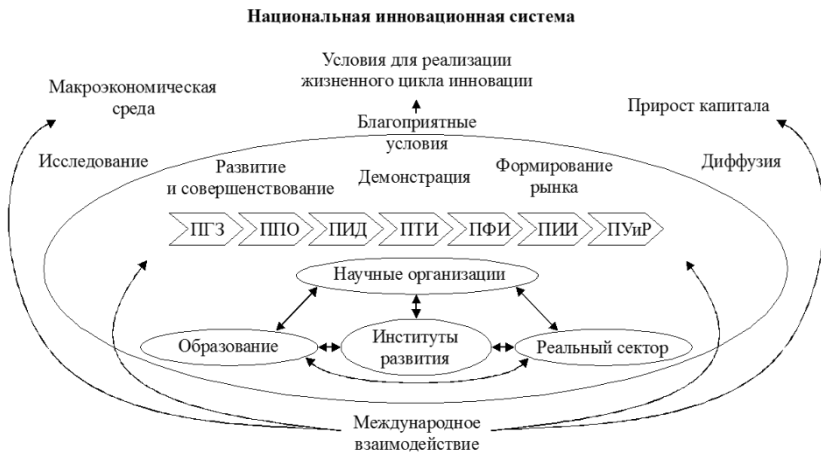 Национальная инновационная система
Условия для реализации
жизненного цикла инновации
Макроэкономическая
среда
Прирост капитала
Благоприятные
условия
Исследование
Развитие
и совершенствование
Демонстрация
Формирование
рынка
Диффузия
ПГЗ ППО ПИД ПТИ ПФИ ПИИ ПУиР
Научные организации
Образование
Институты
развития
Реальный сектор
Международное
взаимодействие